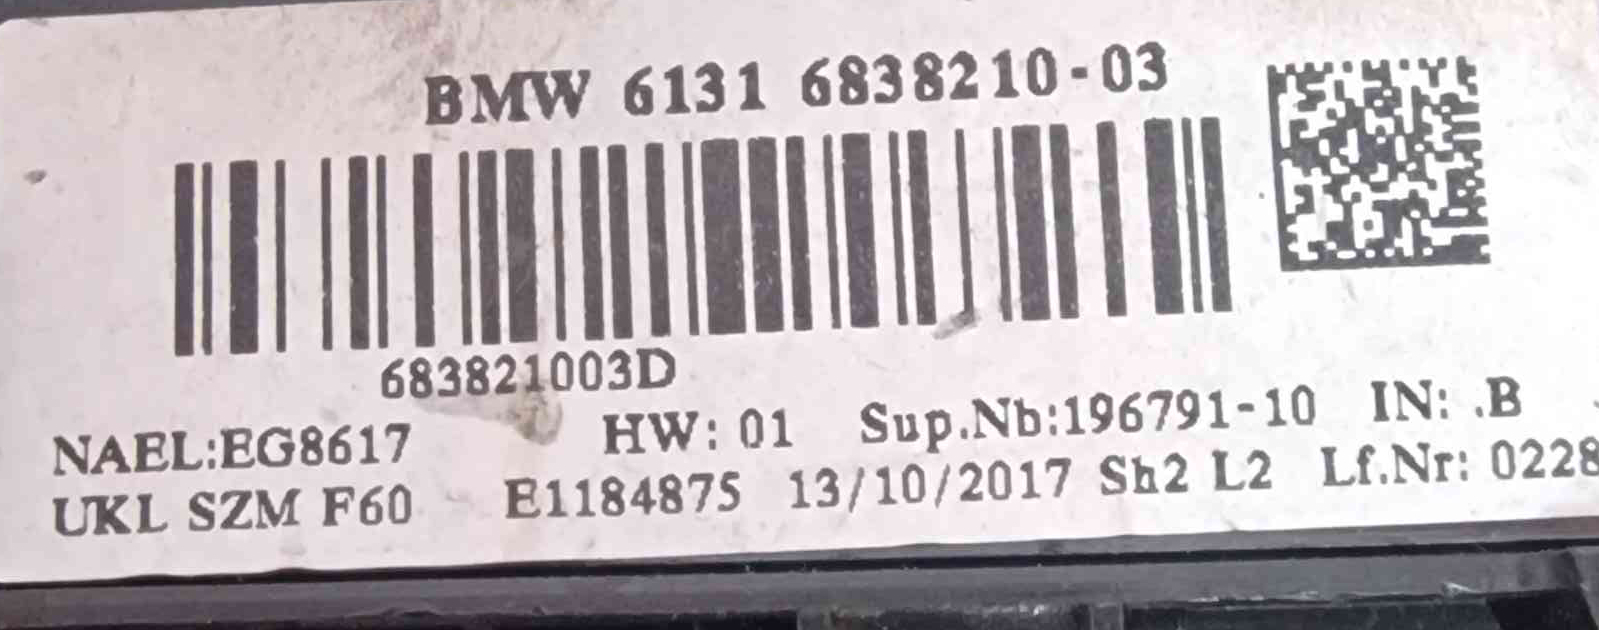 BMW 6131 6838210-03
683821003D
NAEL:EG8617 HW: 01 Sup.Nb:196791-10 IN: .B
UKL SZM F60 E1184875 13/10/2017 Sh2 L2 Lf.Nr: 0228